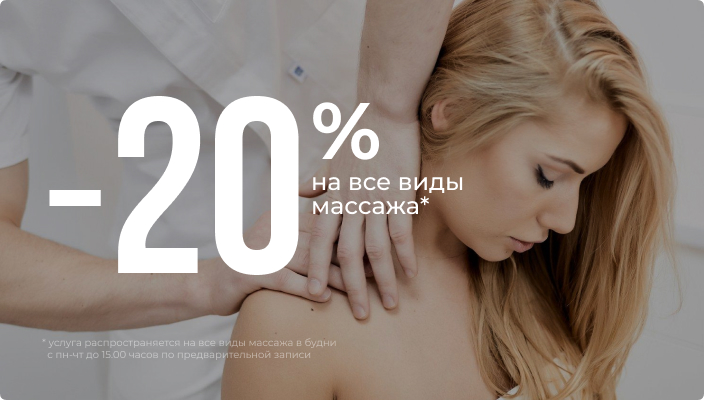 -20%
на все виды
массажа*
* услуга распространяется на все виды массажа в будни
с пн-чт до 15.00 часов по предварительной записи